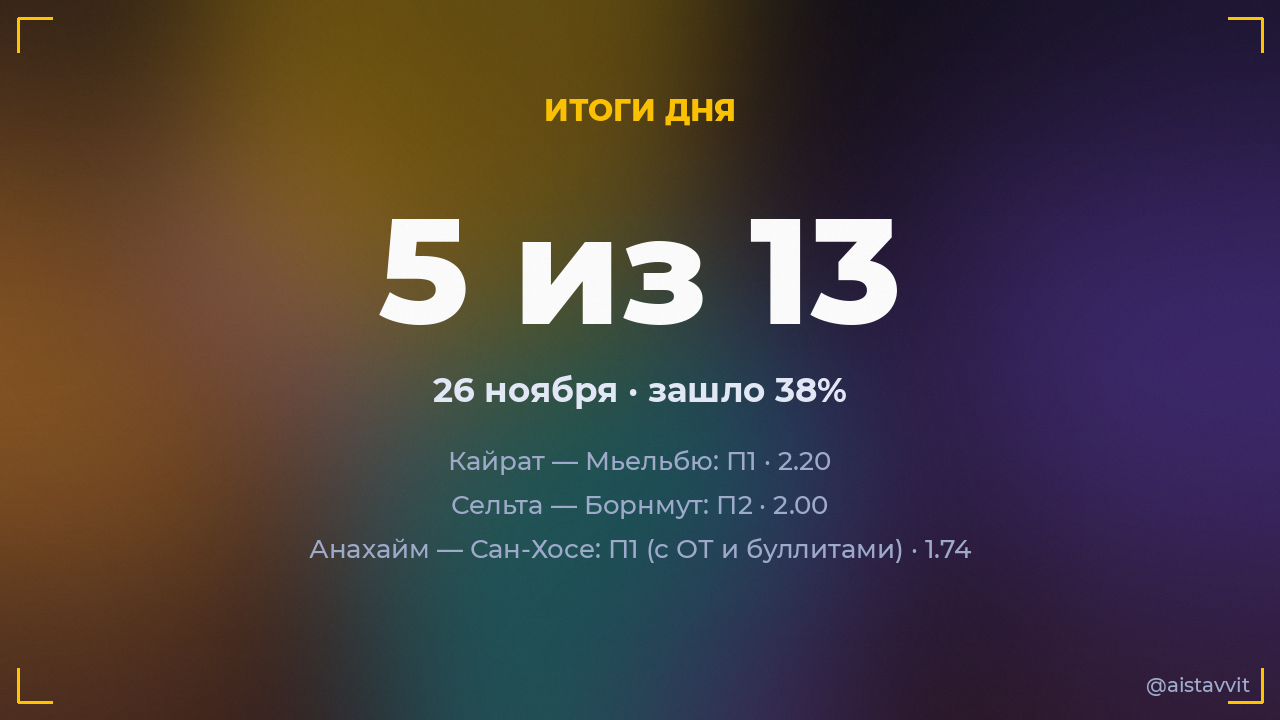 ИТОГИ ДНЯ
5 из 13
26 ноября · зашло 38%
Кайрат — Мьельбю: П1 · 2.20
Сельта — Борнмут: П2 · 2.00
Анахайм — Сан-Хосе: П1 (с ОТ и буллитами) · 1.74
@aistavvit